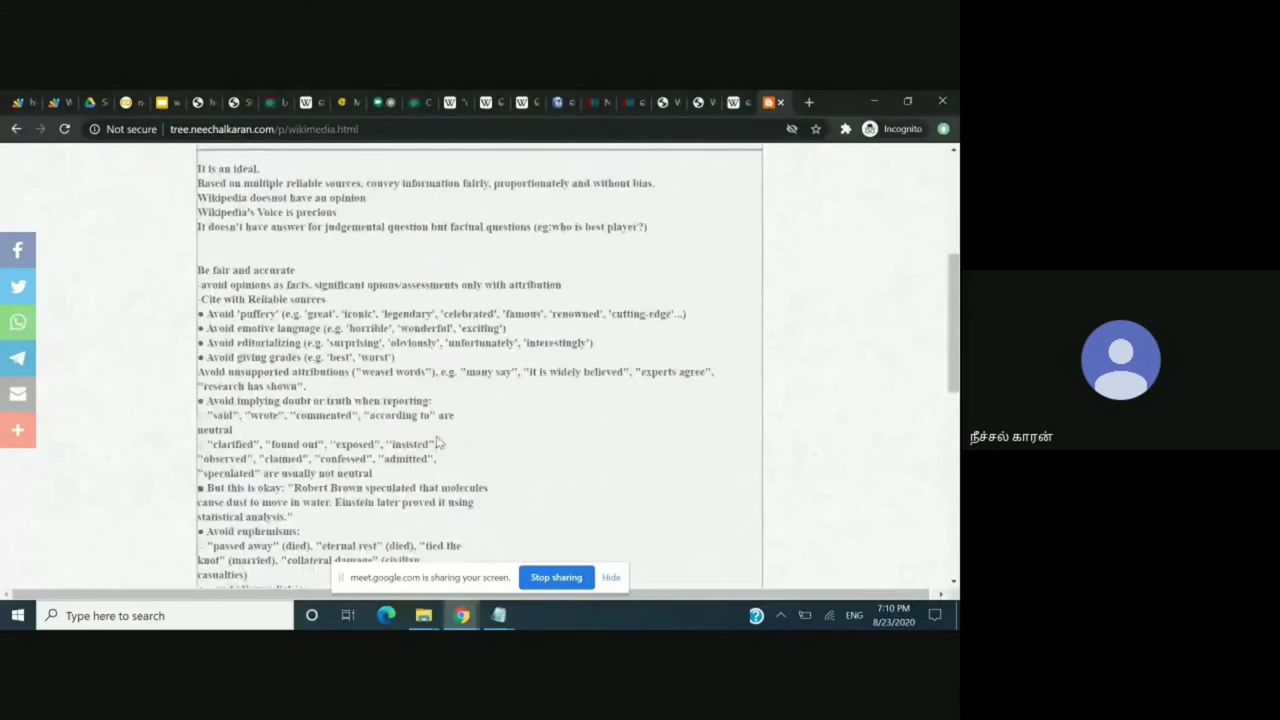 Not secure | tree.neechalkaran.com/p/wikimedia.html
Incognito
It is an ideal.
Based on multiple reliable sources, convey information fairly, proportionately and without bias.
Wikipedia doesnot have an opinion
Wikipedia's Voice is precious
It doesn't have answer for judgemental question but factual questions (eg:who is best player?)
Be fair and accurate
-avoid opinions as facts, significant opions/assessments only with attribution
-Cite with Reliable sources
● Avoid 'puffery' (e.g. 'great', 'iconic', 'legendary', 'celebrated', 'famous', 'renowned', 'cutting-edge'...)
● Avoid emotive language (e.g. 'horrible', 'wonderful', 'exciting')
● Avoid editorializing (e.g. 'surprising', 'obviously', 'unfortunately', 'interestingly')
● Avoid giving grades (e.g. 'best', 'worst')
Avoid unsupported attributions ("weasel words"), e.g. "many say", "it is widely believed", "experts agree",
"research has shown".
● Avoid implying doubt or truth when reporting:
"said", "wrote", "commented", "according to" are
neutral
"clarified", "found out", "exposed", "insisted",
"observed", "claimed", "confessed", "admitted",
"speculated" are usually not neutral
■ But this is okay: "Robert Brown speculated that molecules
cause dust to move in water. Einstein later proved it using
statistical analysis."
● Avoid euphemisms:
"passed away" (died), "eternal rest" (died), "tied the
knot" (married), "collateral damage" (civilian
casualties)
meet.google.com is sharing your screen. Stop sharing Hide
நீச்சல் காரன்
Type here to search
ENG
7:10 PM
8/23/2020